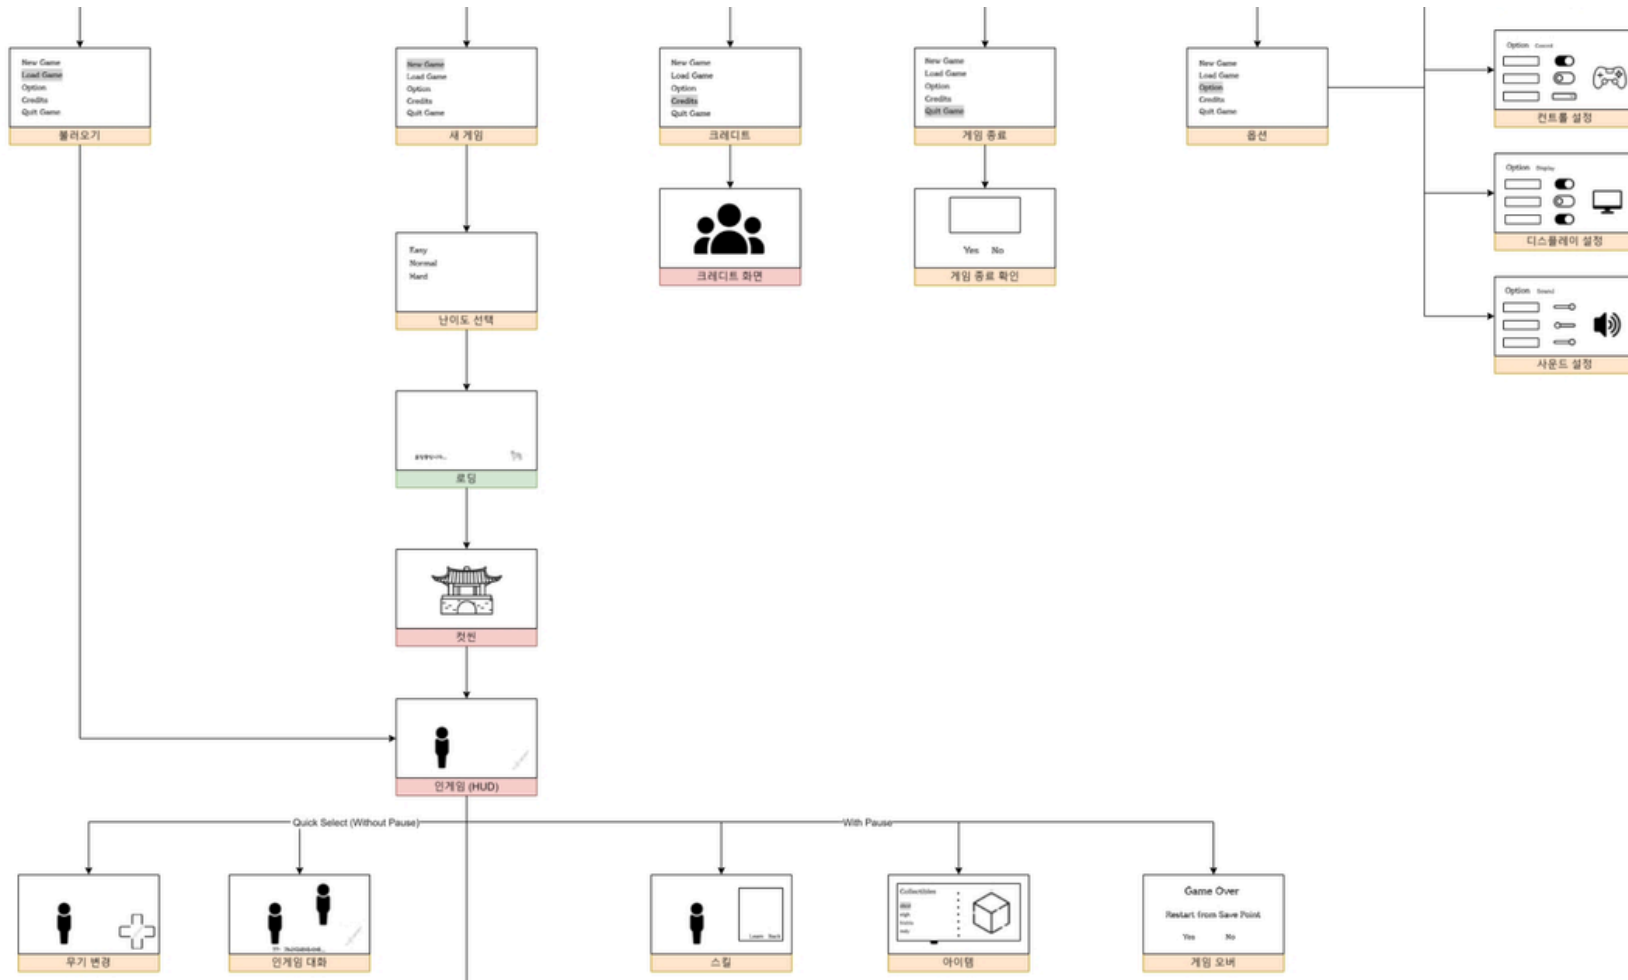 New Game
Load Game
Option
Credits
Quit Game
불러오기
New Game
Load Game
Option
Credits
Quit Game
새 게임
New Game
Load Game
Option
Credits
Quit Game
크레디트
New Game
Load Game
Option
Credits
Quit Game
게임 종료
New Game
Load Game
Option
Credits
Quit Game
옵션
Option Control
컨트롤 설정
크레디트 화면
Yes No
게임 종료 확인
Option Display
디스플레이 설정
Easy
Normal
Hard
난이도 선택
Option Sound
사운드 설정
로딩
컷씬
인게임 (HUD)
Quick Select (Without Pause)
With Pause
무기 변경
인게임 대화
Learn Back
스킬
Collectibles
아이템
Game Over
Restart from Save Point
Yes No
게임 오버